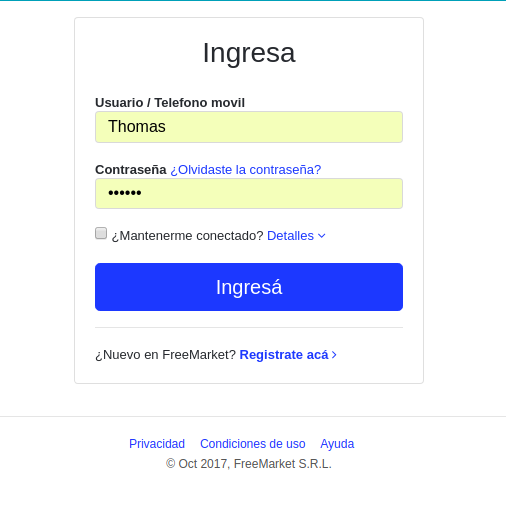 Ingresa
Usuario / Telefono movil
Thomas
Contraseña ¿Olvidaste la contraseña?
••••••
¿Mantenerme conectado? Detalles
Ingresá
¿Nuevo en FreeMarket? Registrate acá
Privacidad Condiciones de uso Ayuda
© Oct 2017, FreeMarket S.R.L.